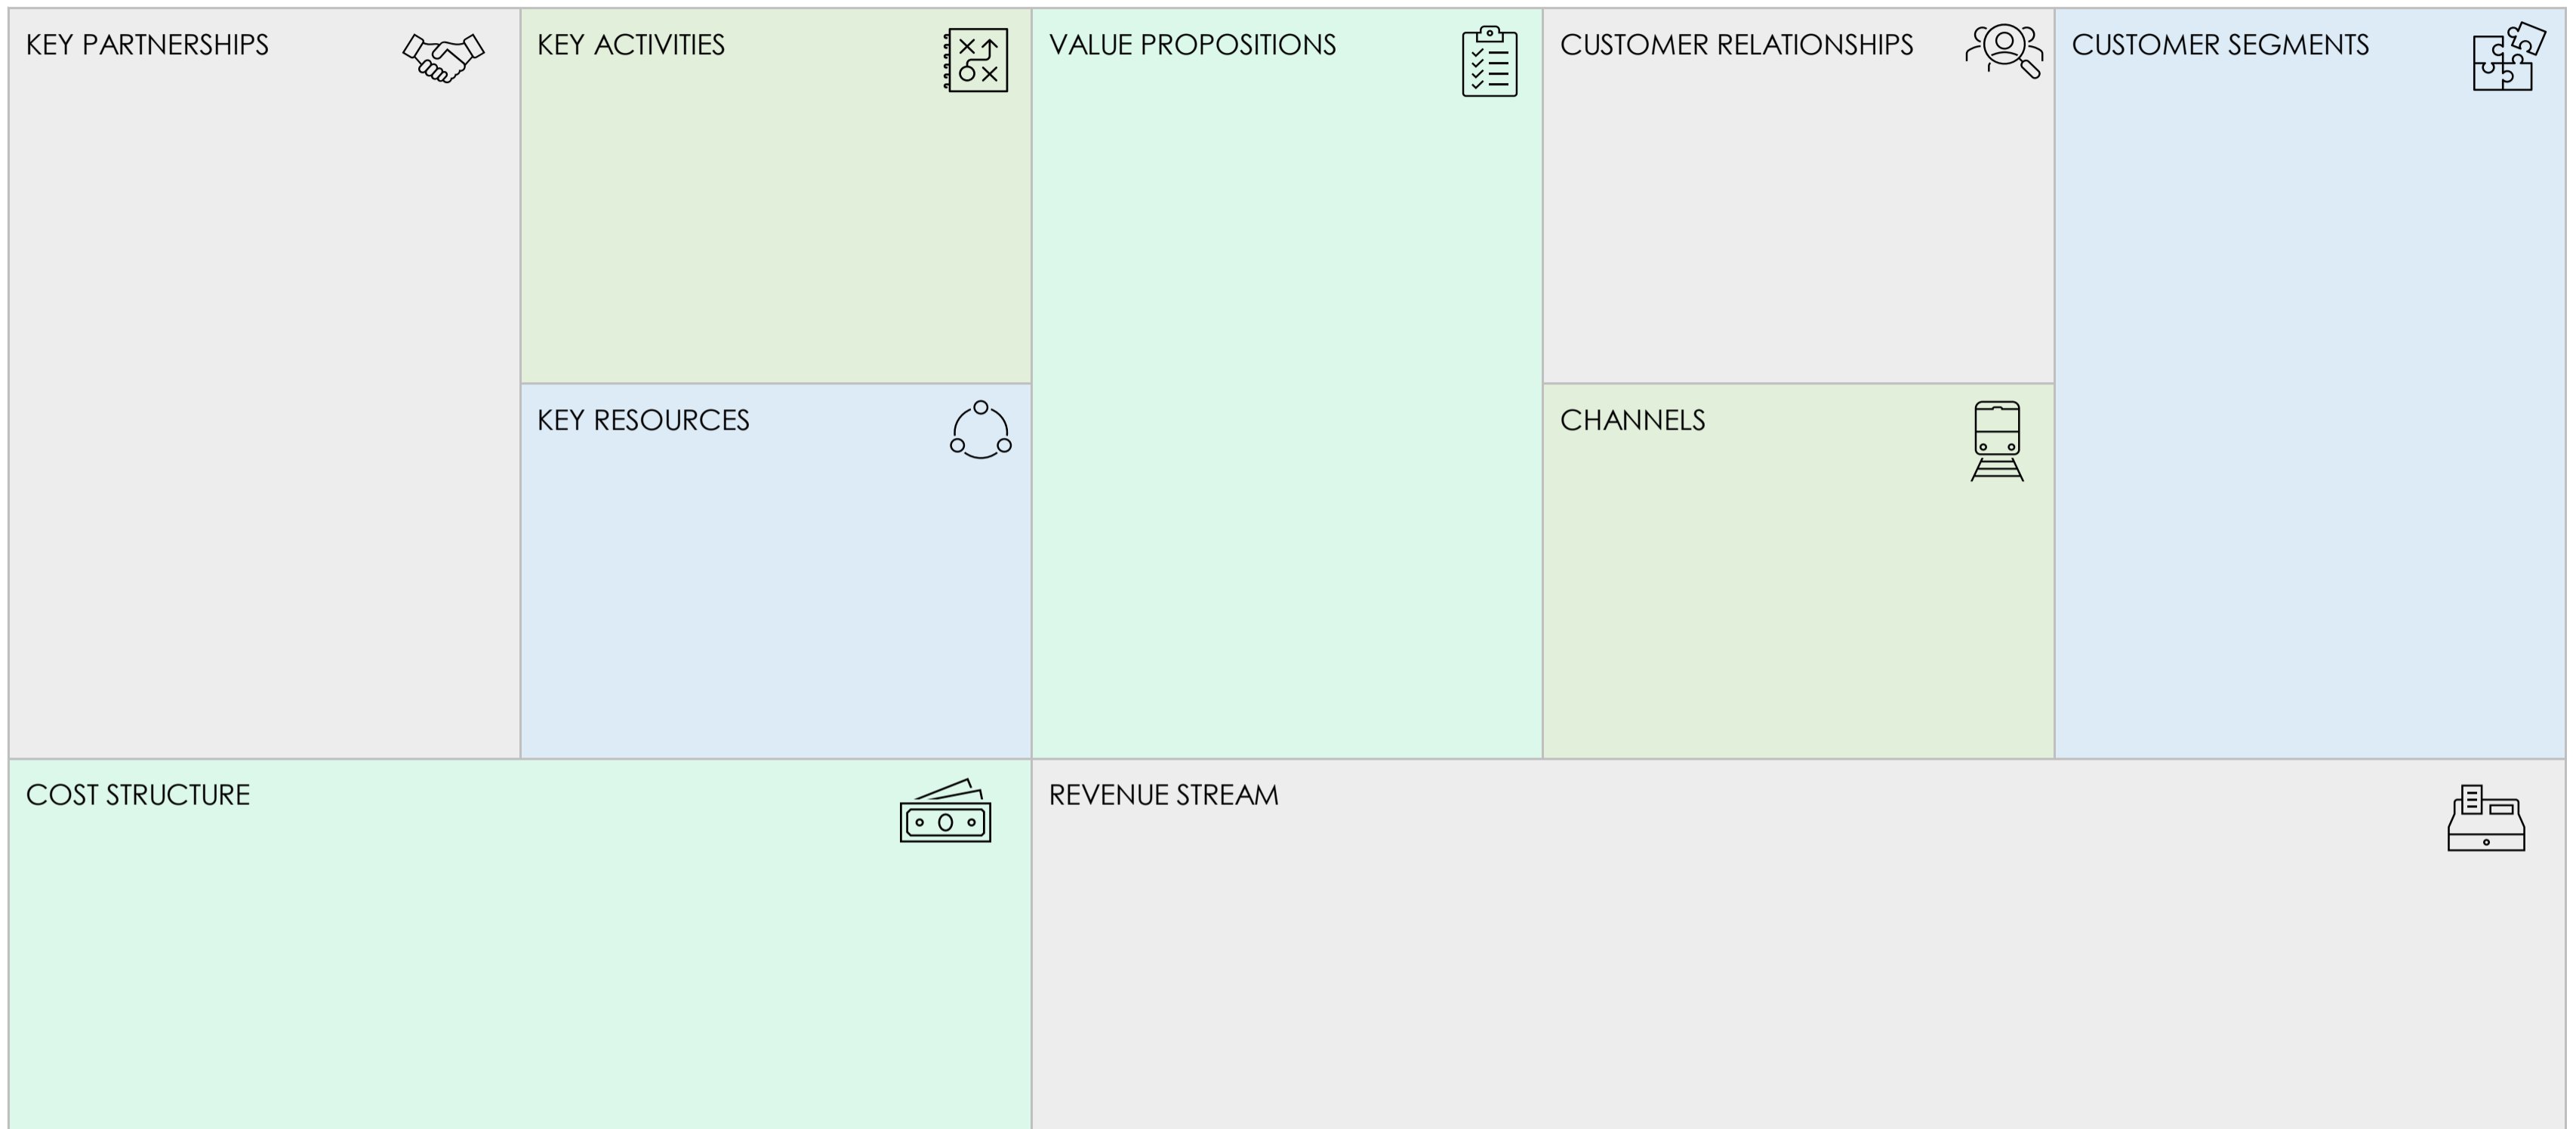 KEY PARTNERSHIPS
KEY ACTIVITIES
VALUE PROPOSITIONS
CUSTOMER RELATIONSHIPS
CUSTOMER SEGMENTS
KEY RESOURCES
CHANNELS
COST STRUCTURE
REVENUE STREAM